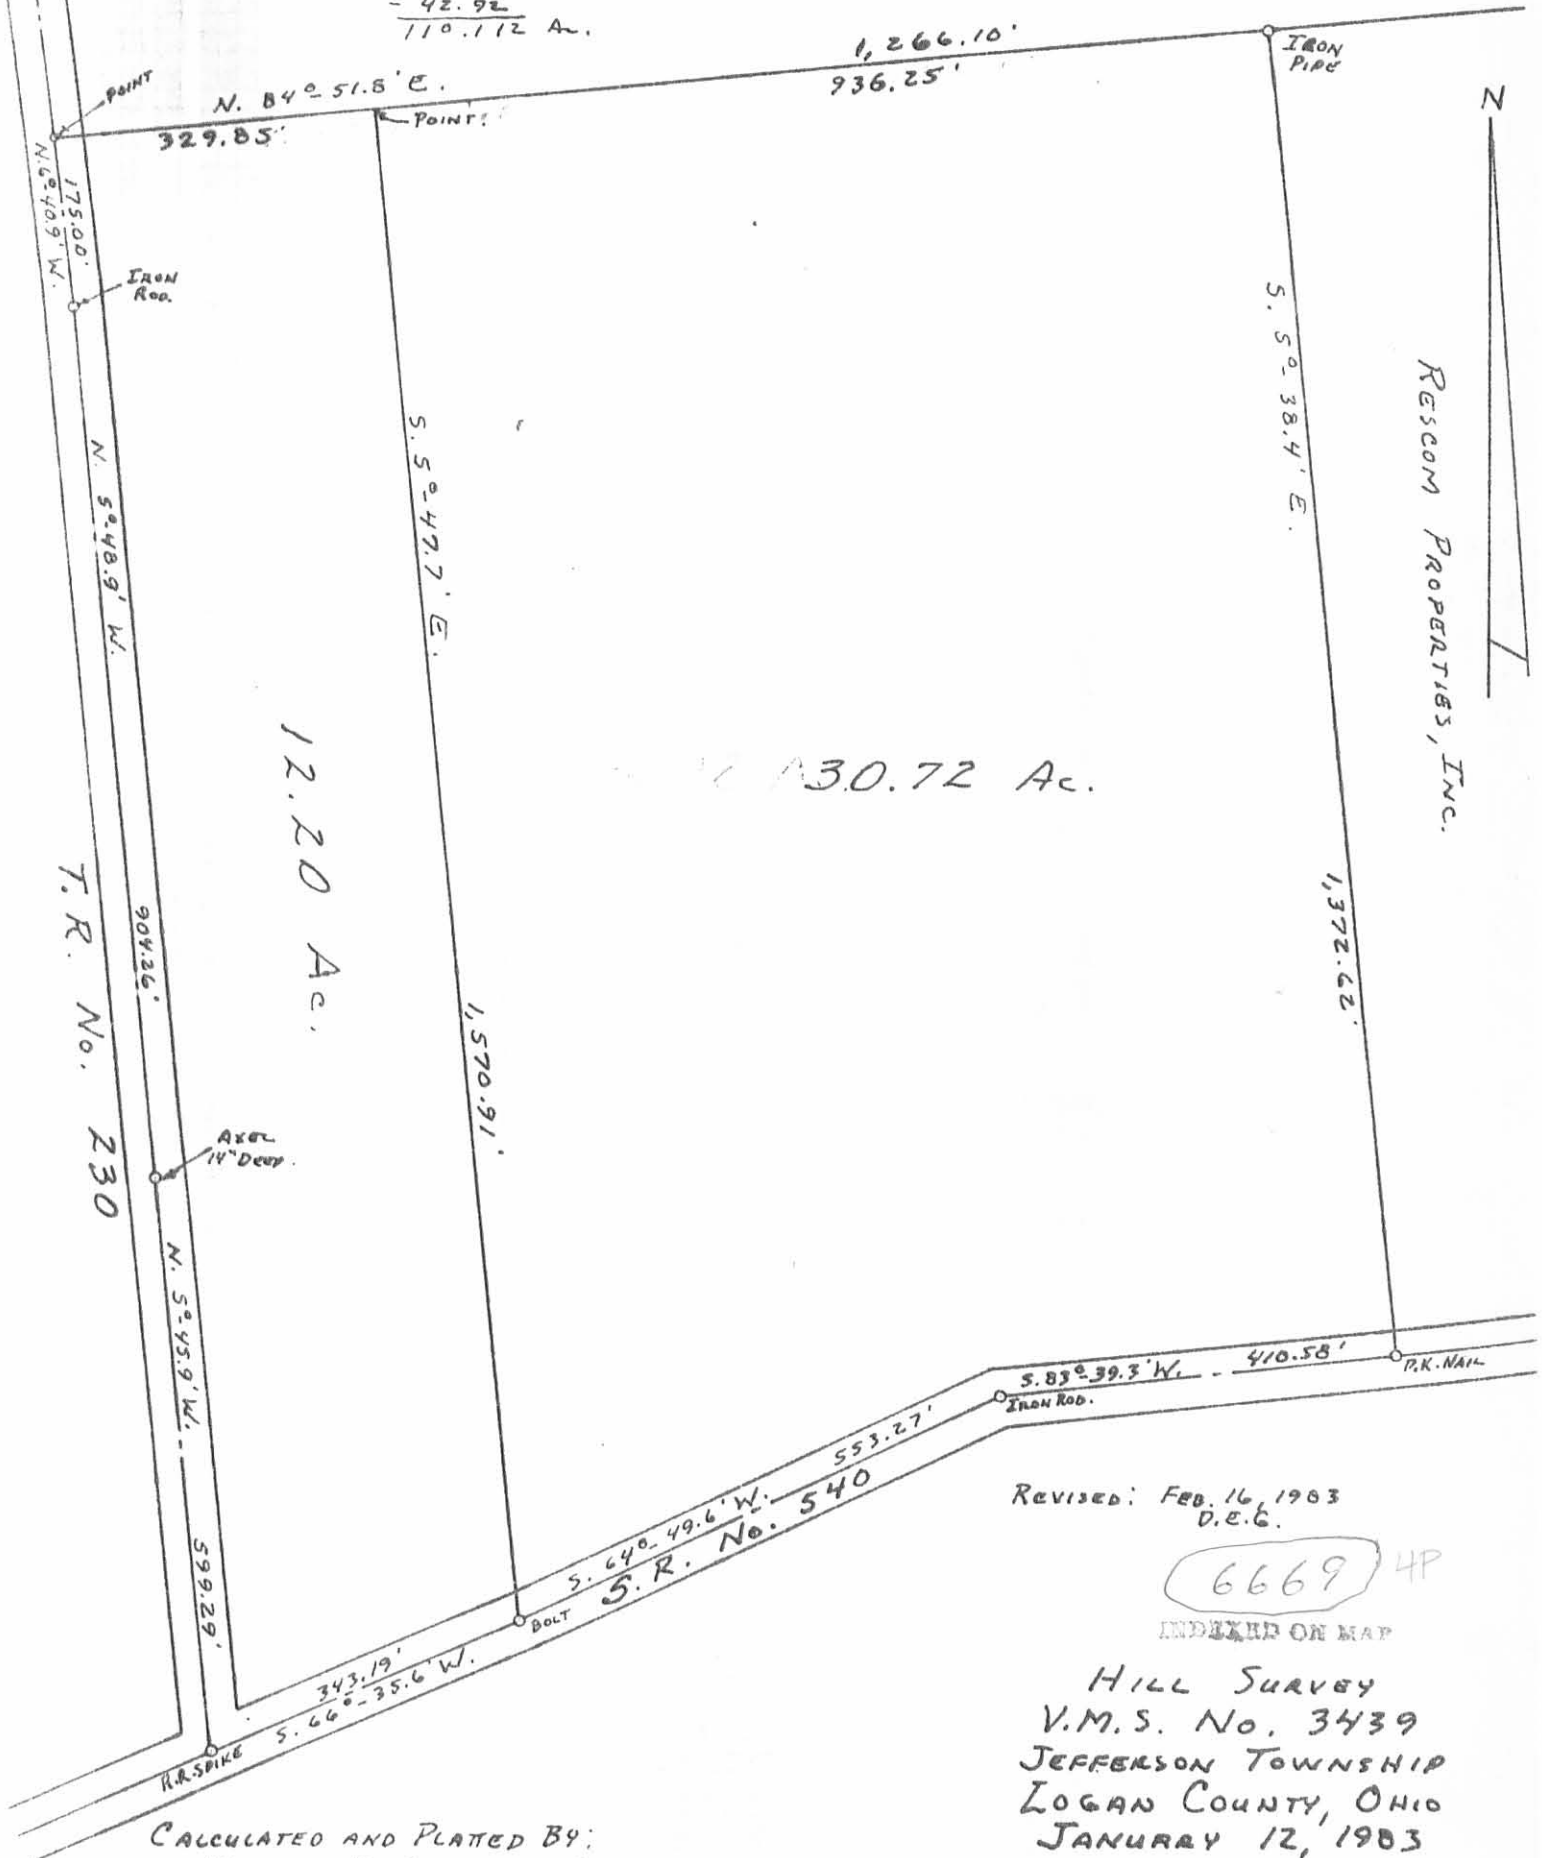 - 42.92
110.112 Ac.
1,266.10'
936.25'
IRON
PIPE
POINT
N. 84°-51.8' E.
329.85'
POINT
N
N. 6°-40.9' W.
175.00'
IRON
ROD.
S. 5°-38.4' E.
1,372.62'
RESCOM PROPERTIES, INC.
N. 5°-48.9' W.
904.26'
S. 5°-47.7' E.
1,570.91'
12.20 Ac.
30.72 Ac.
T.R. No. 230
AXEL
14" DEEP.
N. 5°-45.9' W.
599.29'
S. 83°-39.3' W.
410.58'
P.K. NAIL
IRON ROD.
553.27'
S. 64°-49.6' W.
S.R. No. 540
BOLT
343.19'
S. 66°-35.6' W.
R.R. SPIKE
REVISED: FEB. 16, 1983
D.E.G.
6669 4P
INDEXED ON MAP
HILL SURVEY
V.M.S. No. 3439
JEFFERSON TOWNSHIP
LOGAN COUNTY, OHIO
JANUARY 12, 1983
CALCULATED AND PLATTED BY: